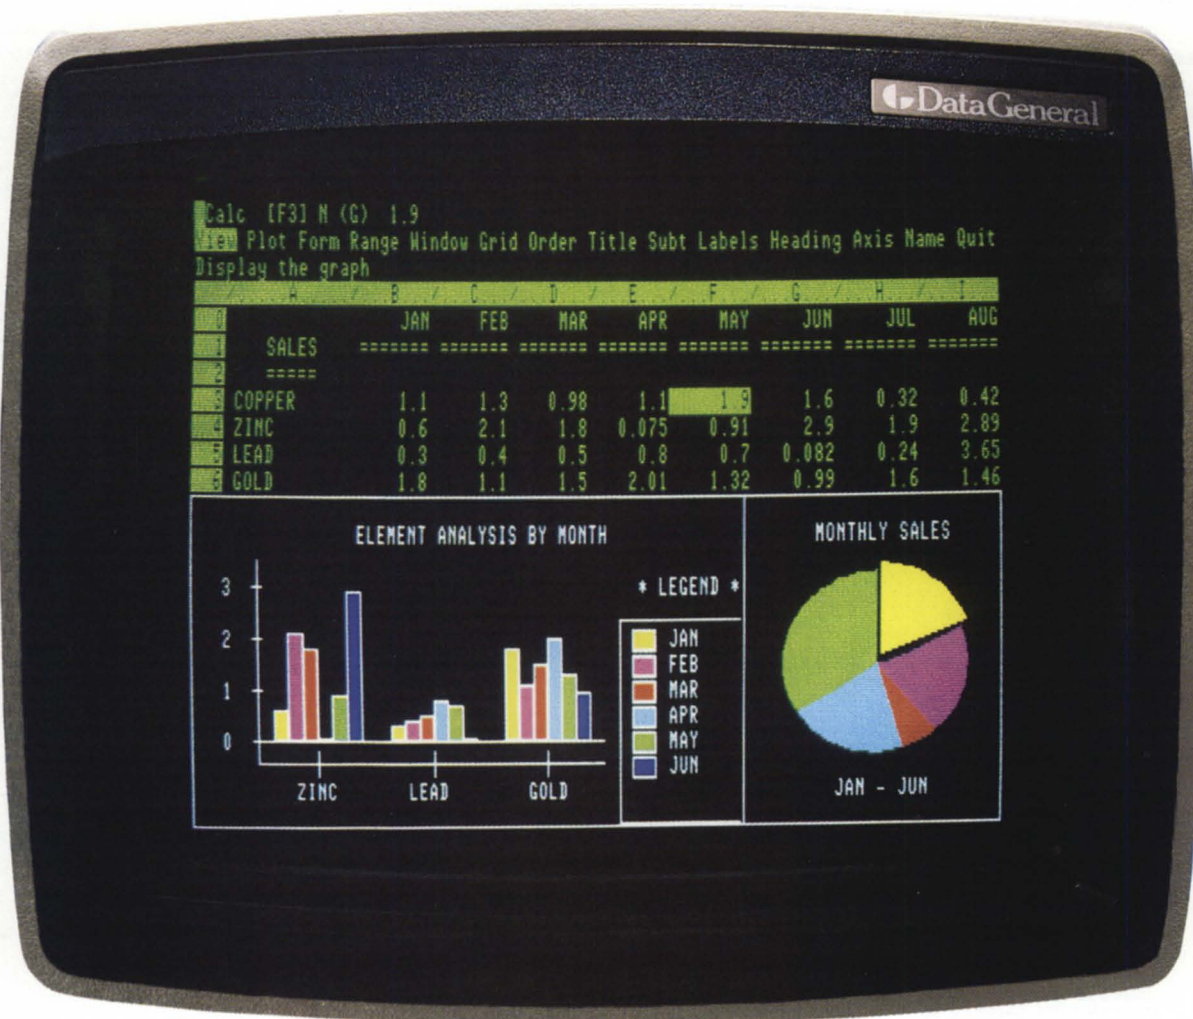 DataGeneral
Calc [F3] N (G) 1.9
View Plot Form Range Window Grid Order Title Subt Labels Heading Axis Name Quit
Display the graph
/ A / B / C / D / E / F / G / H / I
0 JAN FEB MAR APR MAY JUN JUL AUG
1 SALES ======= ======= ======= ======= ======= ======= ======= =======
2 =====
3 COPPER 1.1 1.3 0.98 1.1 1.9 1.6 0.32 0.42
4 ZINC 0.6 2.1 1.8 0.075 0.91 2.9 1.9 2.89
5 LEAD 0.3 0.4 0.5 0.8 0.7 0.082 0.24 3.65
6 GOLD 1.8 1.1 1.5 2.01 1.32 0.99 1.6 1.46
ELEMENT ANALYSIS BY MONTH
3
2
1
0
ZINC LEAD GOLD
* LEGEND *
JAN
FEB
MAR
APR
MAY
JUN
MONTHLY SALES
JAN - JUN